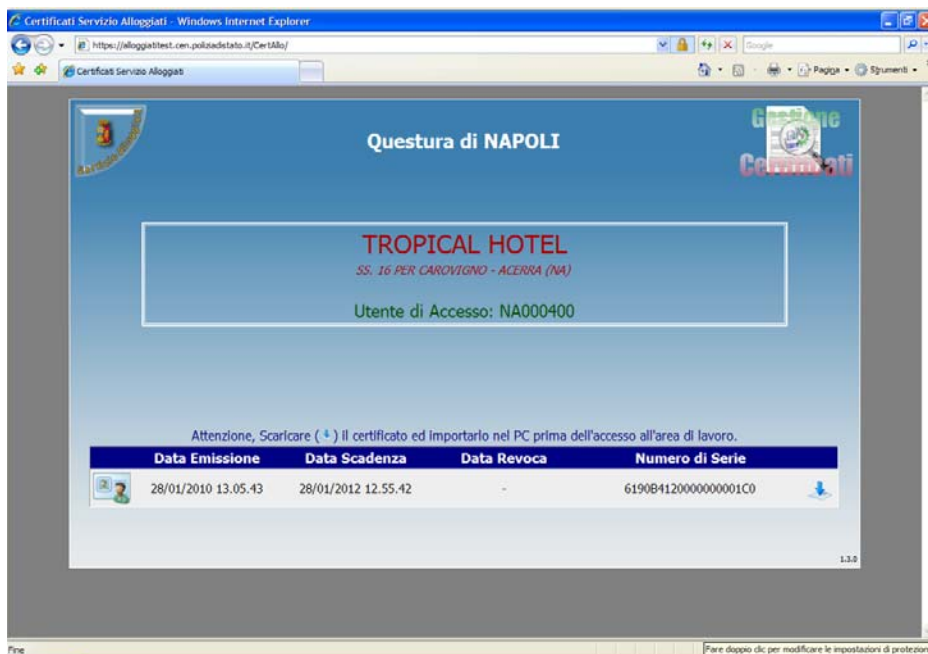 Certificati Servizio Alloggiati - Windows Internet Explorer
https://alloggiatitest.cen.poliziadistato.it/CertAllo/
Google
Certificati Servizio Alloggiati
Pagina
Strumenti
Questura di NAPOLI
Gestione
Certificati
TROPICAL HOTEL
SS. 16 PER CAROVIGNO - ACERRA (NA)
Utente di Accesso: NA000400
Attenzione, Scaricare ( ) il certificato ed importarlo nel PC prima dell'accesso all'area di lavoro.
Data Emissione Data Scadenza Data Revoca Numero di Serie
28/01/2010 13.05.43 28/01/2012 12.55.42 - 6190B4120000000001C0
1.3.0
Fine
Fare doppio clic per modificare le impostazioni di protezion